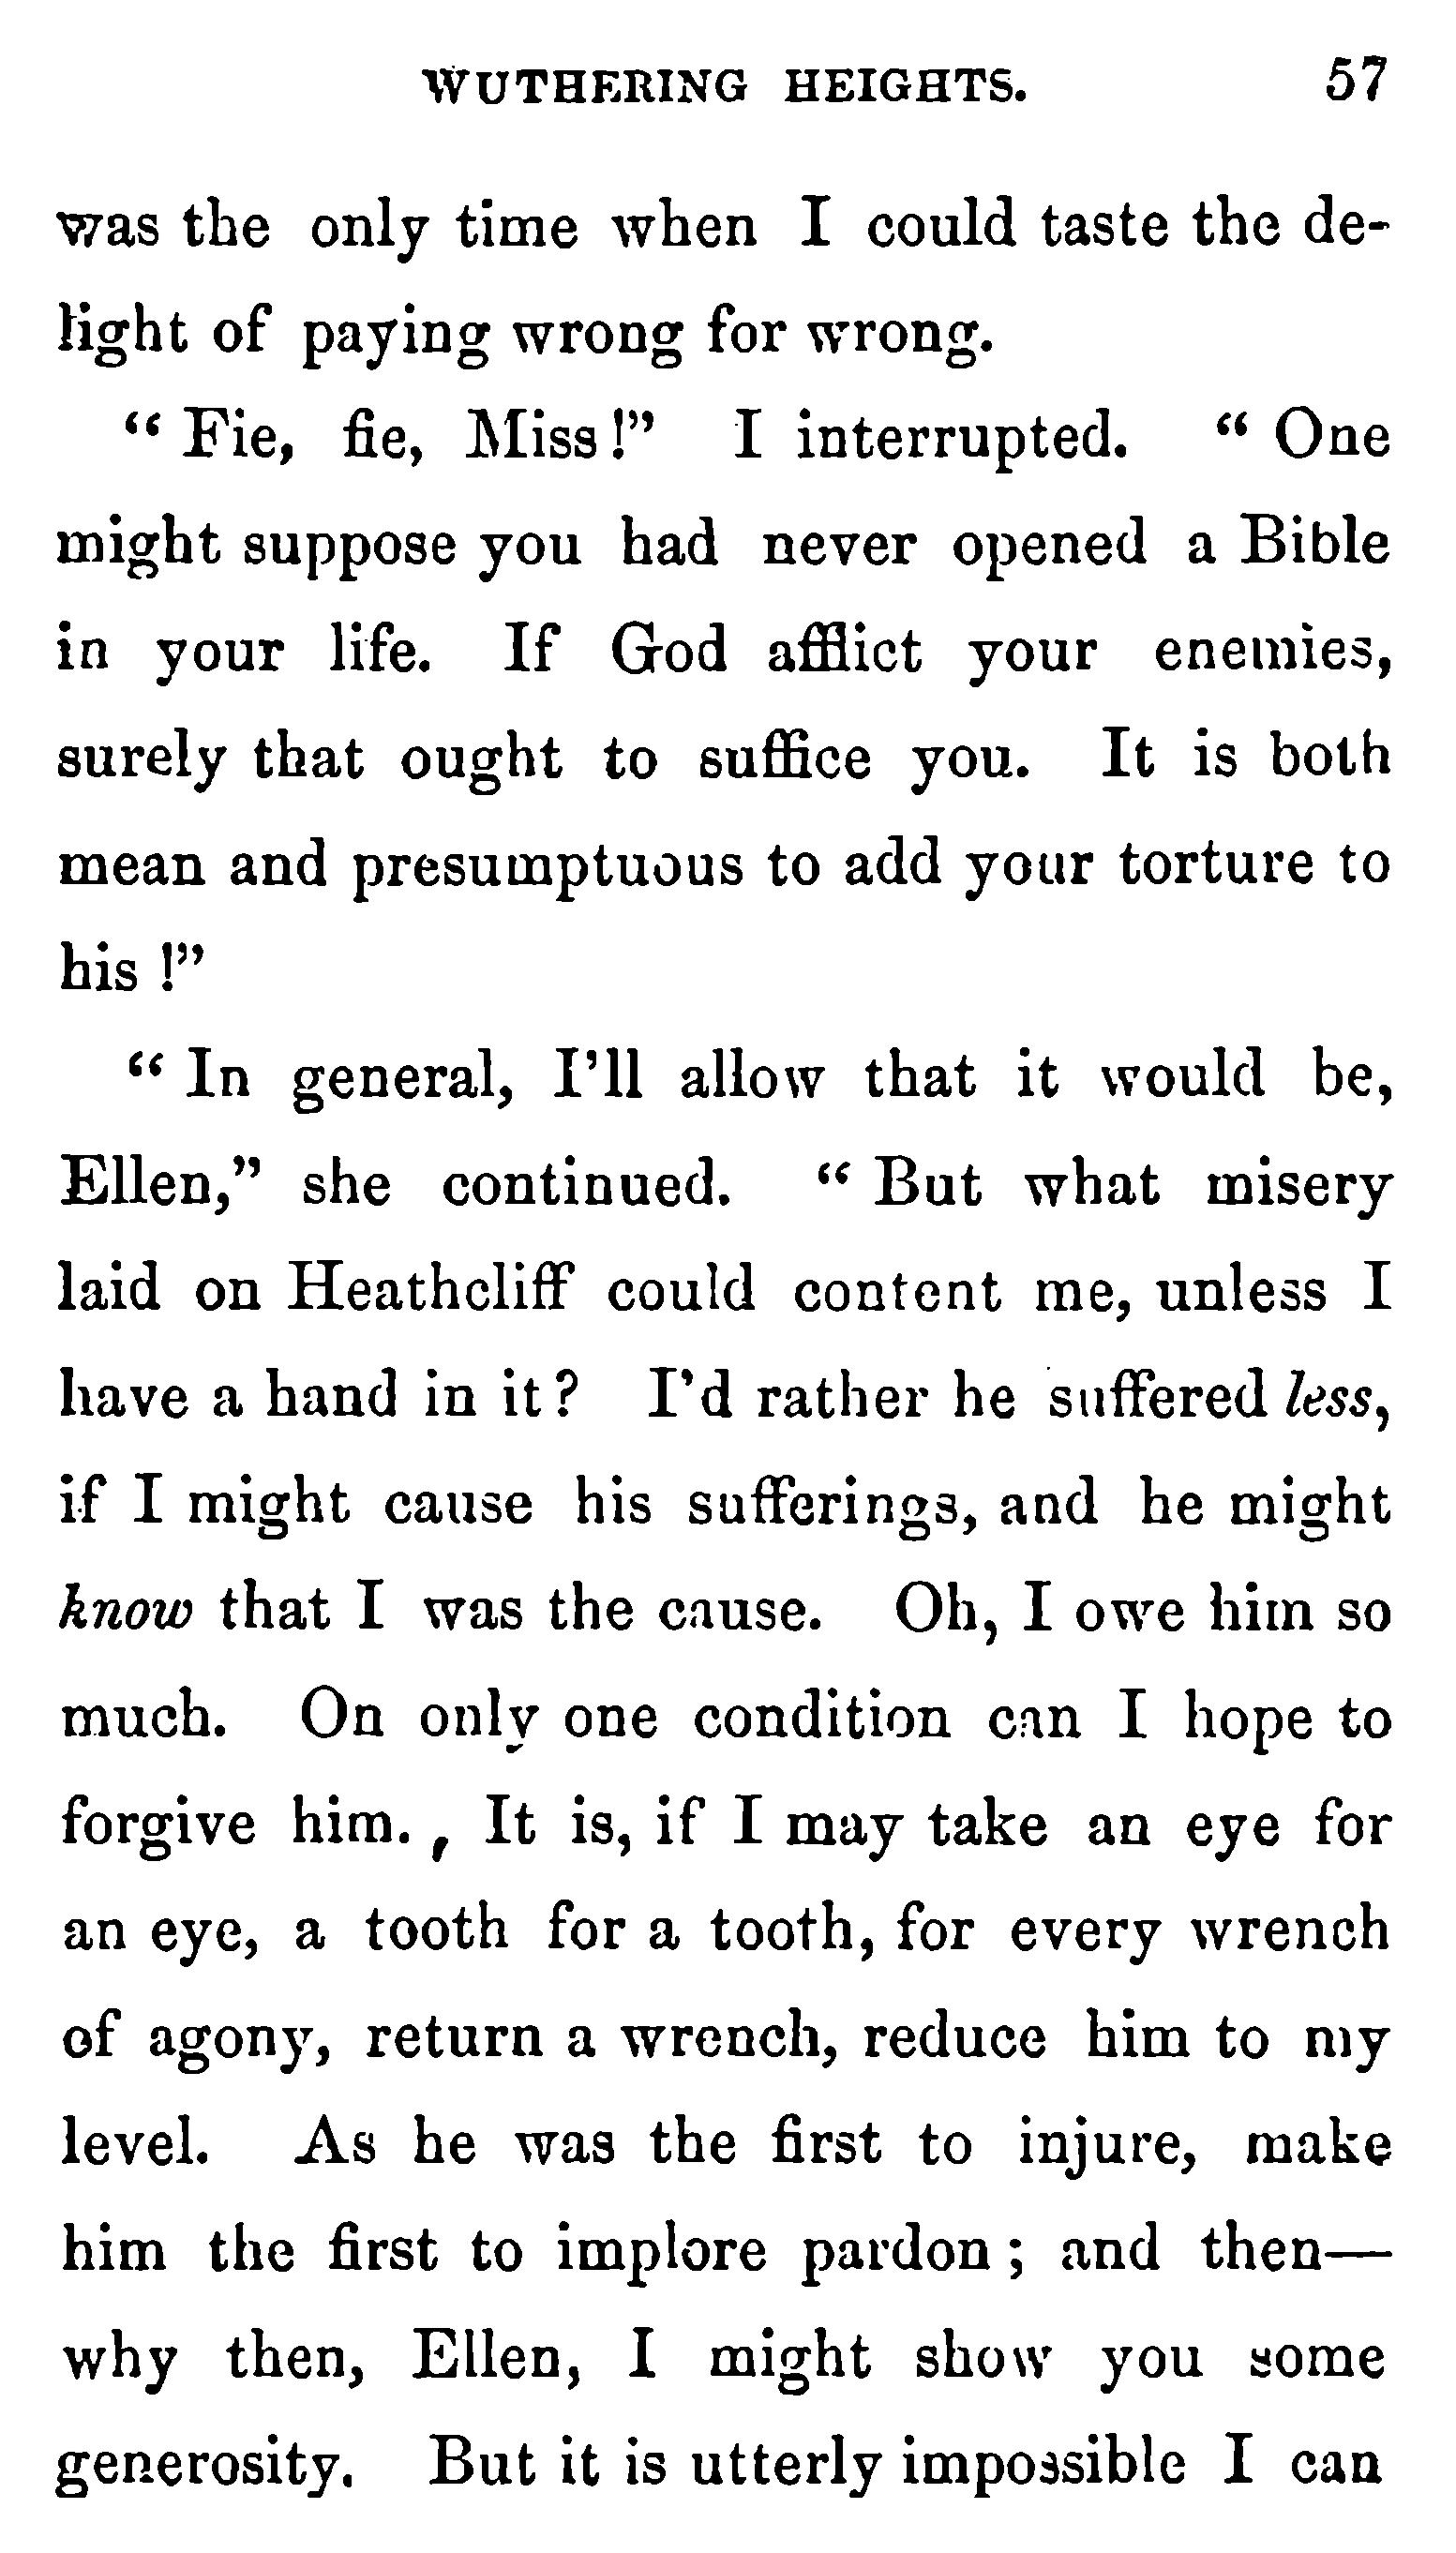 WUTHERING HEIGHTS. 57
was the only time when I could taste the de-
light of paying wrong for wrong.
“ Fie, fie, Miss !” I interrupted. “ One
might suppose you had never opened a Bible
in your life. If God afflict your enemies,
surely that ought to suffice you. It is both
mean and presumptuous to add your torture to
his !”
“ In general, I’ll allow that it would be,
Ellen,” she continued. “ But what misery
laid on Heathcliff could content me, unless I
have a hand in it ? I’d rather he suffered less,
if I might cause his sufferings, and he might
know that I was the cause. Oh, I owe him so
much. On only one condition can I hope to
forgive him. , It is, if I may take an eye for
an eye, a tooth for a tooth, for every wrench
of agony, return a wrench, reduce him to my
level. As he was the first to injure, make
him the first to implore pardon ; and then—
why then, Ellen, I might show you some
generosity. But it is utterly impossible I can